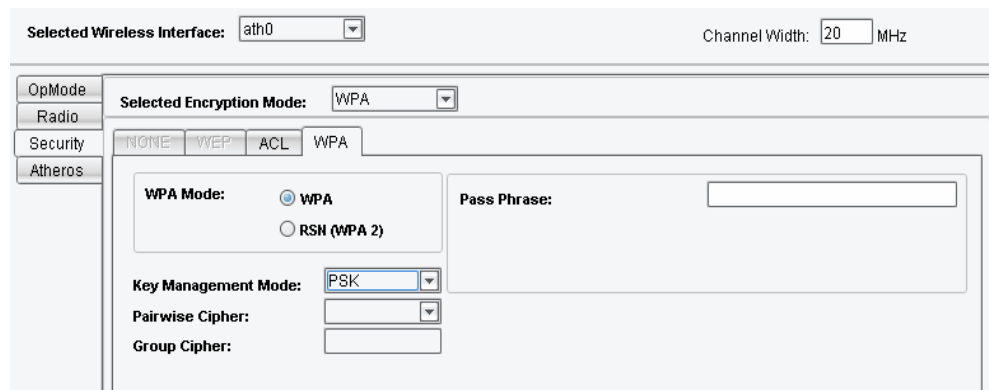 Selected Wireless Interface: ath0
Channel Width: 20 MHz
OpMode
Radio
Security
Atheros
Selected Encryption Mode: WPA
NONE WEP ACL WPA
WPA Mode: WPA
RSN (WPA 2)
Pass Phrase:
Key Management Mode: PSK
Pairwise Cipher:
Group Cipher: